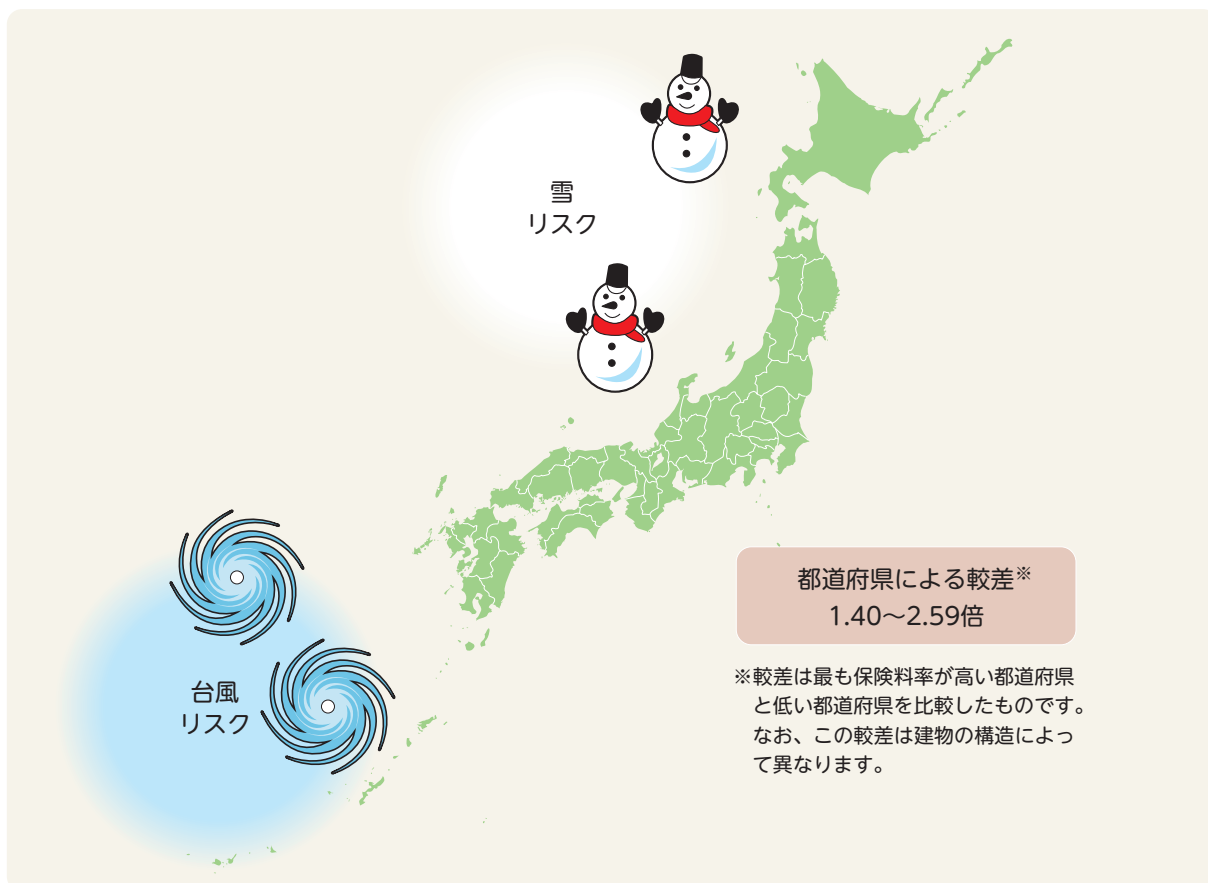 雪
リスク
台風
リスク
都道府県による較差※
1.40〜2.59倍
※較差は最も保険料率が高い都道府県
と低い都道府県を比較したものです。
なお、この較差は建物の構造によっ
て異なります。